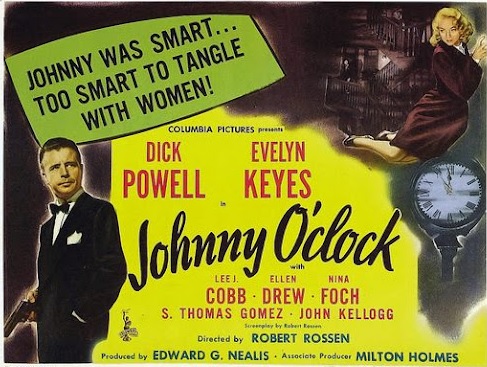 JOHNNY WAS SMART...
TOO SMART TO TANGLE
WITH WOMEN!
COLUMBIA PICTURES presents
DICK EVELYN
POWELL KEYES
in
Johnny O'clock
with
LEE J. ELLEN NINA
COBB · DREW · FOCH
S. THOMAS GOMEZ · JOHN KELLOGG
Screenplay by Robert Rossen
Directed by ROBERT ROSSEN
Produced by EDWARD G. NEALIS · Associate Producer MILTON HOLMES